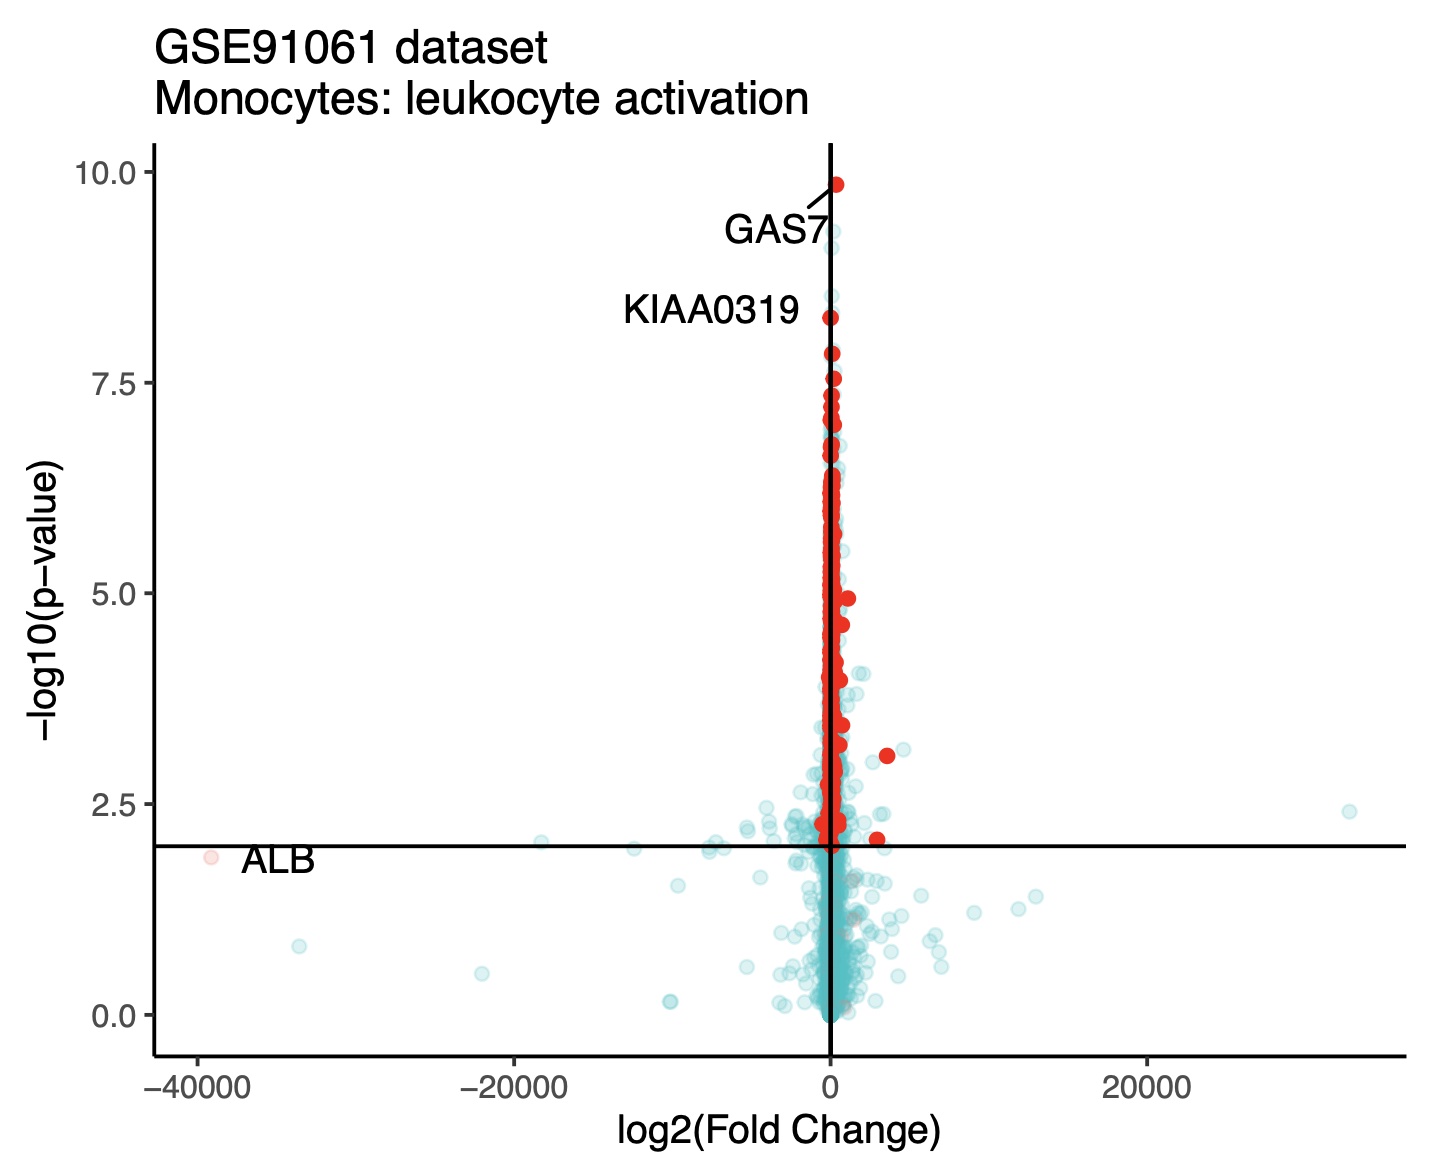 GSE91061 dataset
Monocytes: leukocyte activation
10.0
7.5
5.0
2.5
0.0
−log10(p−value)
GAS7
KIAA0319
ALB
−40000
−20000
0
20000
log2(Fold Change)